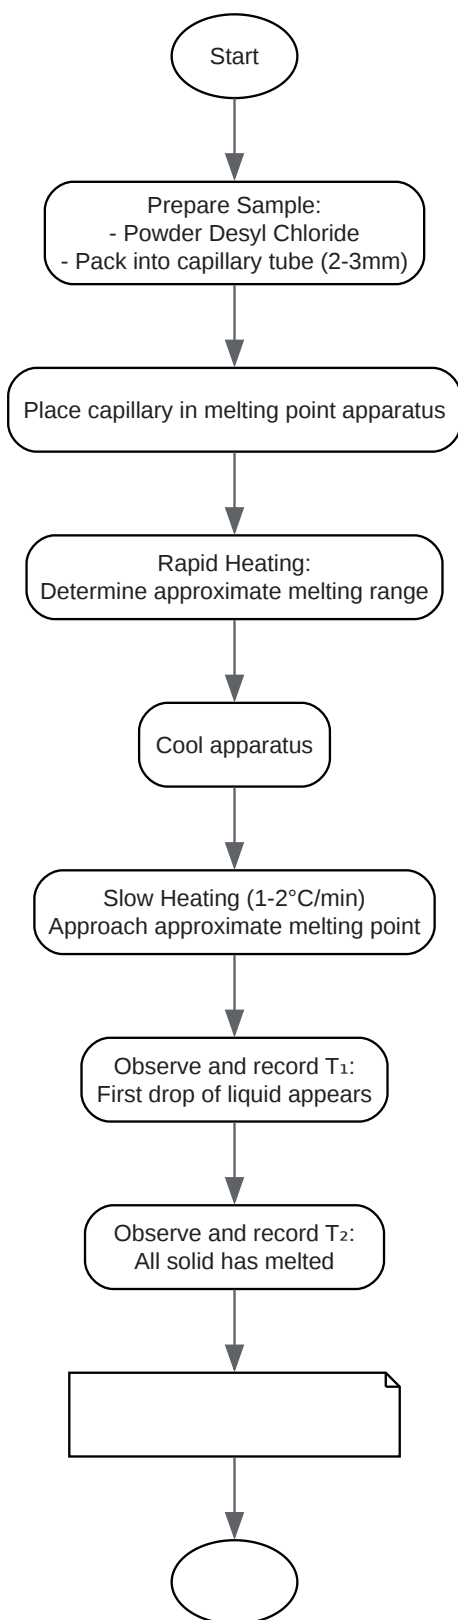 Start
Prepare Sample:
- Powder Desyl Chloride
- Pack into capillary tube (2-3mm)
Place capillary in melting point apparatus
Rapid Heating:
Determine approximate melting range
Cool apparatus
Slow Heating (1-2°C/min)
Approach approximate melting point
Observe and record T₁:
First drop of liquid appears
Observe and record T₂:
All solid has melted